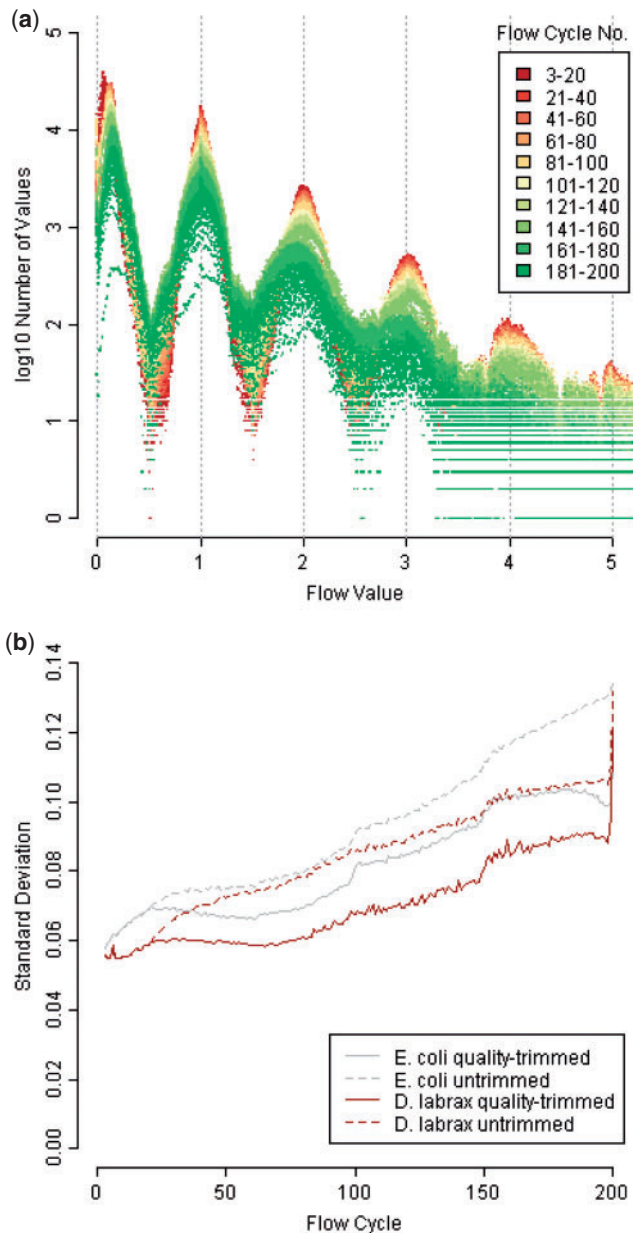 (a)
Flow Cycle No.
3-20
21-40
41-60
61-80
81-100
101-120
121-140
141-160
161-180
181-200
log10 Number of Values
5
4
3
2
1
0
0 1 2 3 4 5
Flow Value
(b)
Standard Deviation
0.14
0.12
0.10
0.08
0.06
0.04
0.02
0.00
E. coli quality-trimmed
E. coli untrimmed
D. labrax quality-trimmed
D. labrax untrimmed
0 50 100 150 200
Flow Cycle